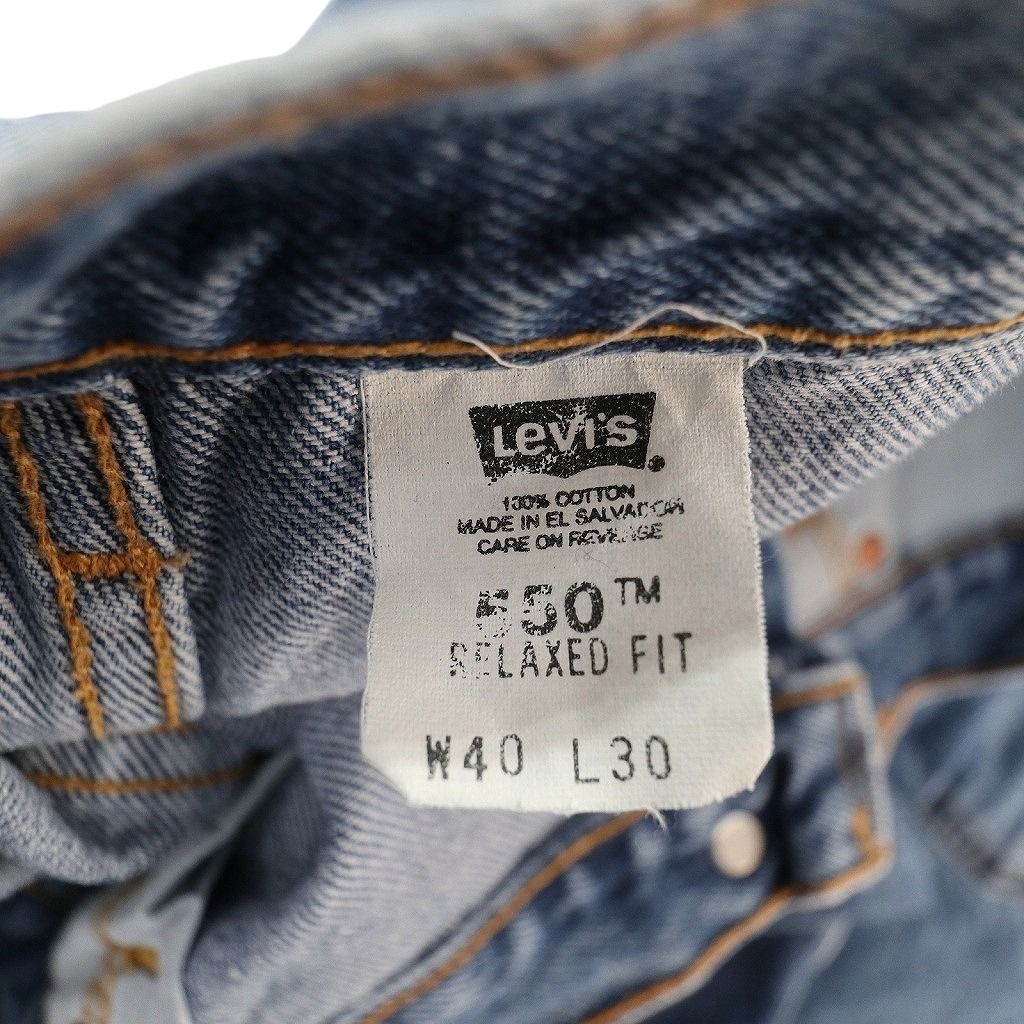 Levi's
100% COTTON
MADE IN EL SALVADOR
CARE ON REVERSE
550™
RELAXED FIT
W40 L30